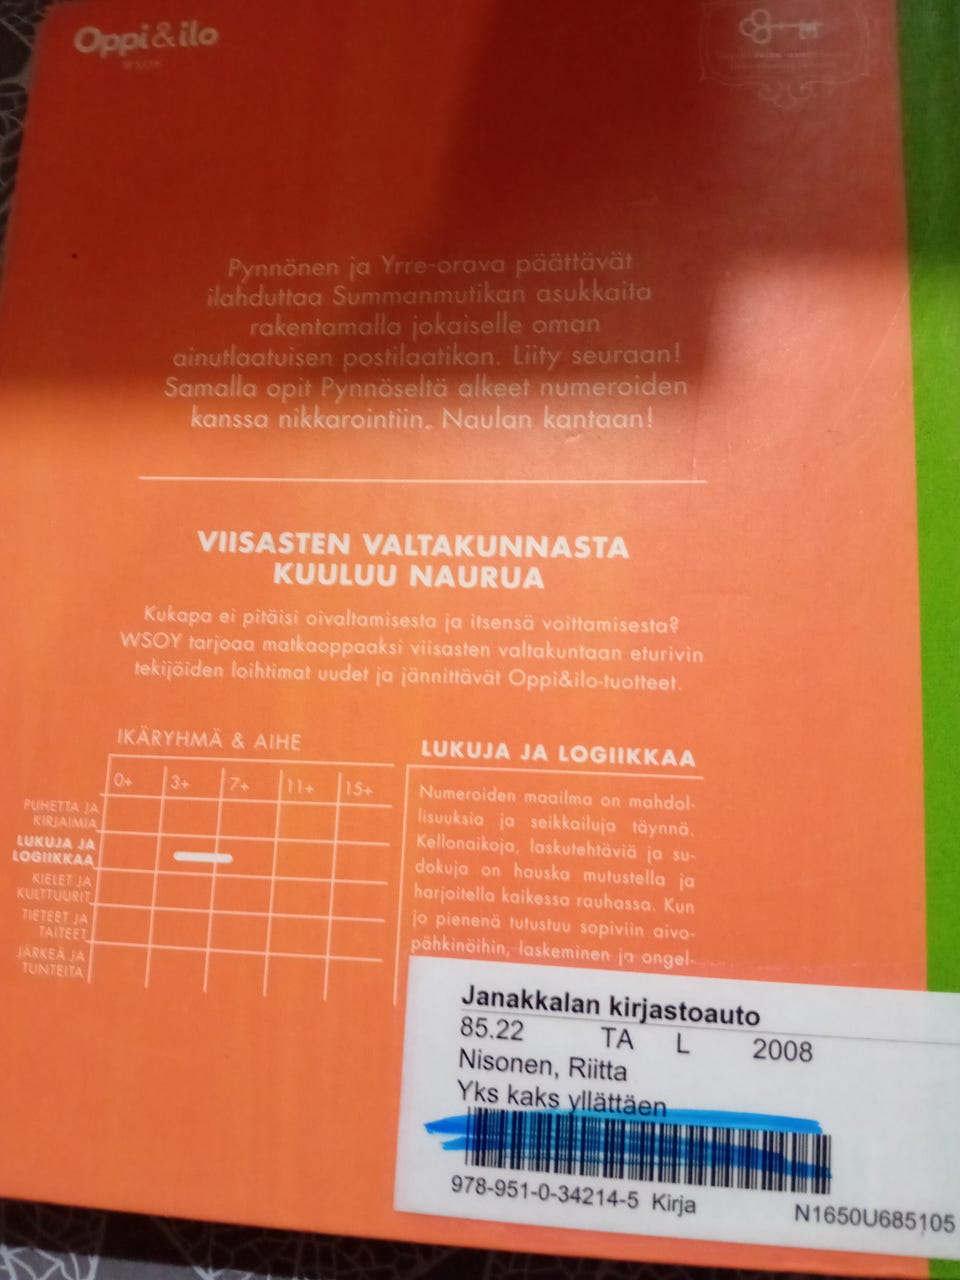 Oppi&ilo
WSOY
Pynnönen ja Yrre-orava päättävät
ilahduttaa Summanmutikan asukkaita
rakentamalla jokaiselle oman
ainutlaatuisen postilaatikon. Liity seuraan!
Samalla opit Pynnöseltä alkeet numeroiden
kanssa nikkarointiin. Naulan kantaan!
VIISASTEN VALTAKUNNASTA
KUULUU NAURUA
Kukapa ei pitäisi oivaltamisesta ja itsensä voittamisesta?
WSOY tarjoaa matkaoppaaksi viisasten valtakuntaan eturivin
tekijöiden loihtimat uudet ja jännittävät Oppi&ilo-tuotteet.
IKÄRYHMÄ & AIHE
0+ 3+ 7+ 11+ 15+
PUHETTA JA
KIRJAIMIA
LUKUJA JA
LOGIIKKAA
KIELET JA
KULTTUURIT
TIETEET JA
TAITEET
JÄRKEÄ JA
TUNTEITA
LUKUJA JA LOGIIKKAA
Numeroiden maailma on mahdol-
lisuuksia ja seikkailuja täynnä.
Kellonaikoja, laskutehtäviä ja su-
dokuja on hauska mutustella ja
harjoitella kaikessa rauhassa. Kun
jo pienenä tutustuu sopiviin aivo-
pähkinöihin, laskeminen ja ongel-
Janakkalan kirjastoauto
85.22 TA L 2008
Nisonen, Riitta
Yks kaks yllättäen
978-951-0-34214-5 Kirja N1650U685105